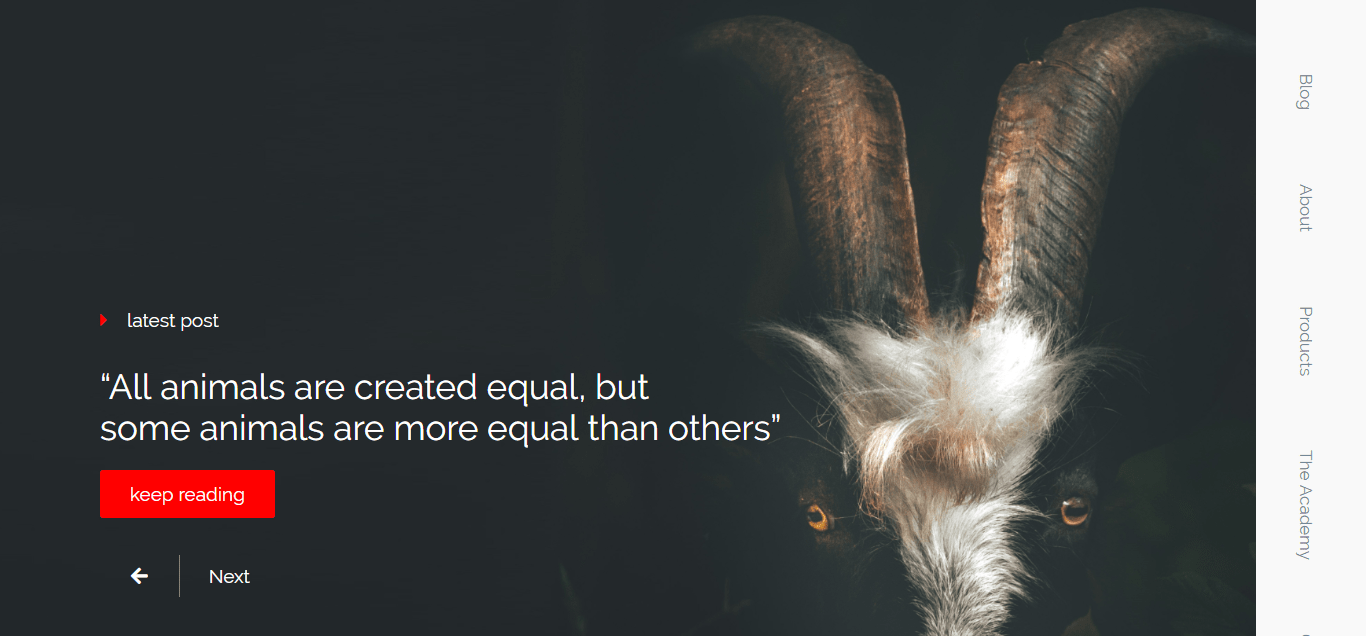 latest post
“All animals are created equal, but
some animals are more equal than others”
keep reading
Next
Blog
About
Products
The Academy